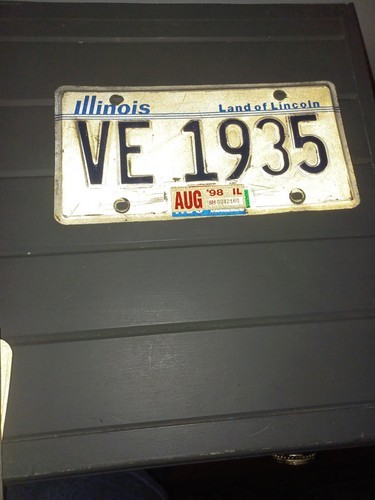 Illinois Land of Lincoln
VE 1935
AUG '98 IL